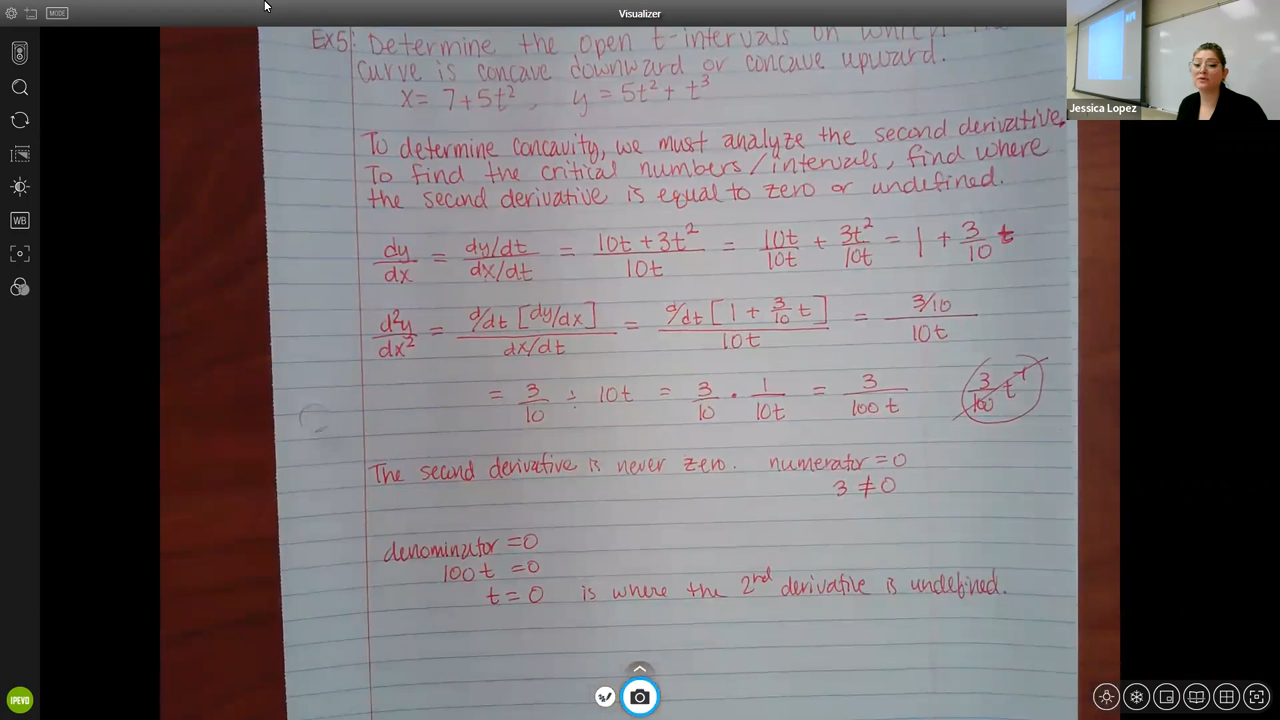 MODE
Visualizer
Jessica Lopez
WB
IPEVO
Ex5): Determine the open t-intervals on which
curve is concave downward or concave upward.
x = 7+5t², y = 5t² + t³
To determine concavity, we must analyze the second derivative.
To find the critical numbers/intervals, find where
the second derivative is equal to zero or undefined.
dy/dx = (dy/dt)/(dx/dt) = (10t + 3t²)/10t = 10t/10t + 3t²/10t = 1 + 3/10 t
d²y/dx² = (d/dt [dy/dx])/(dx/dt) = (d/dt [1 + 3/10 t])/10t = (3/10)/10t
= 3/10 ÷ 10t = 3/10 · 1/10t = 3/100t
The second derivative is never zero. numerator = 0
3 ≠ 0
denominator = 0
100t = 0
t = 0 is where the 2nd derivative is undefined.